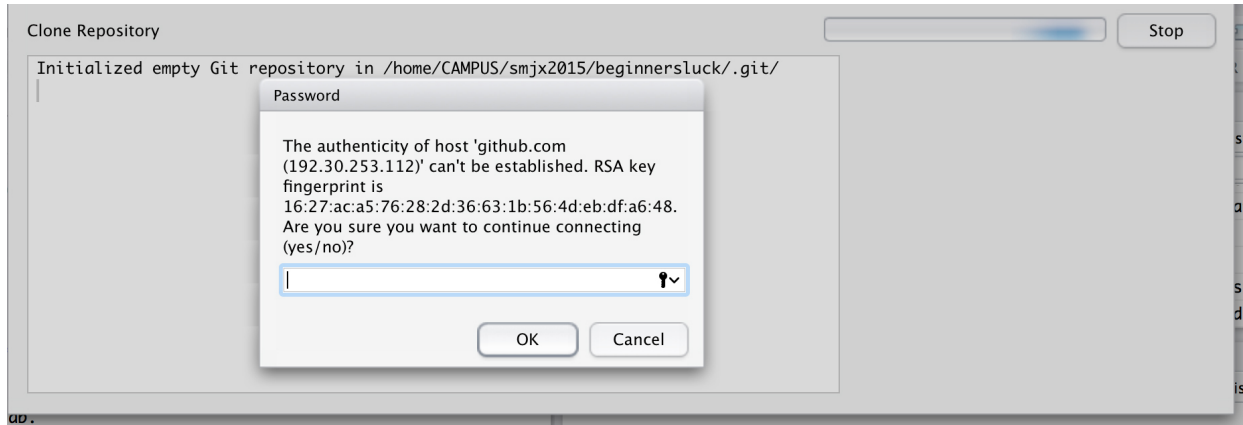 Clone Repository
Stop
Initialized empty Git repository in /home/CAMPUS/smjx2015/beginnersluck/.git/
Password
The authenticity of host 'github.com
(192.30.253.112)' can't be established. RSA key
fingerprint is
16:27:ac:a5:76:28:2d:36:63:1b:56:4d:eb:df:a6:48.
Are you sure you want to continue connecting
(yes/no)?
OK
Cancel